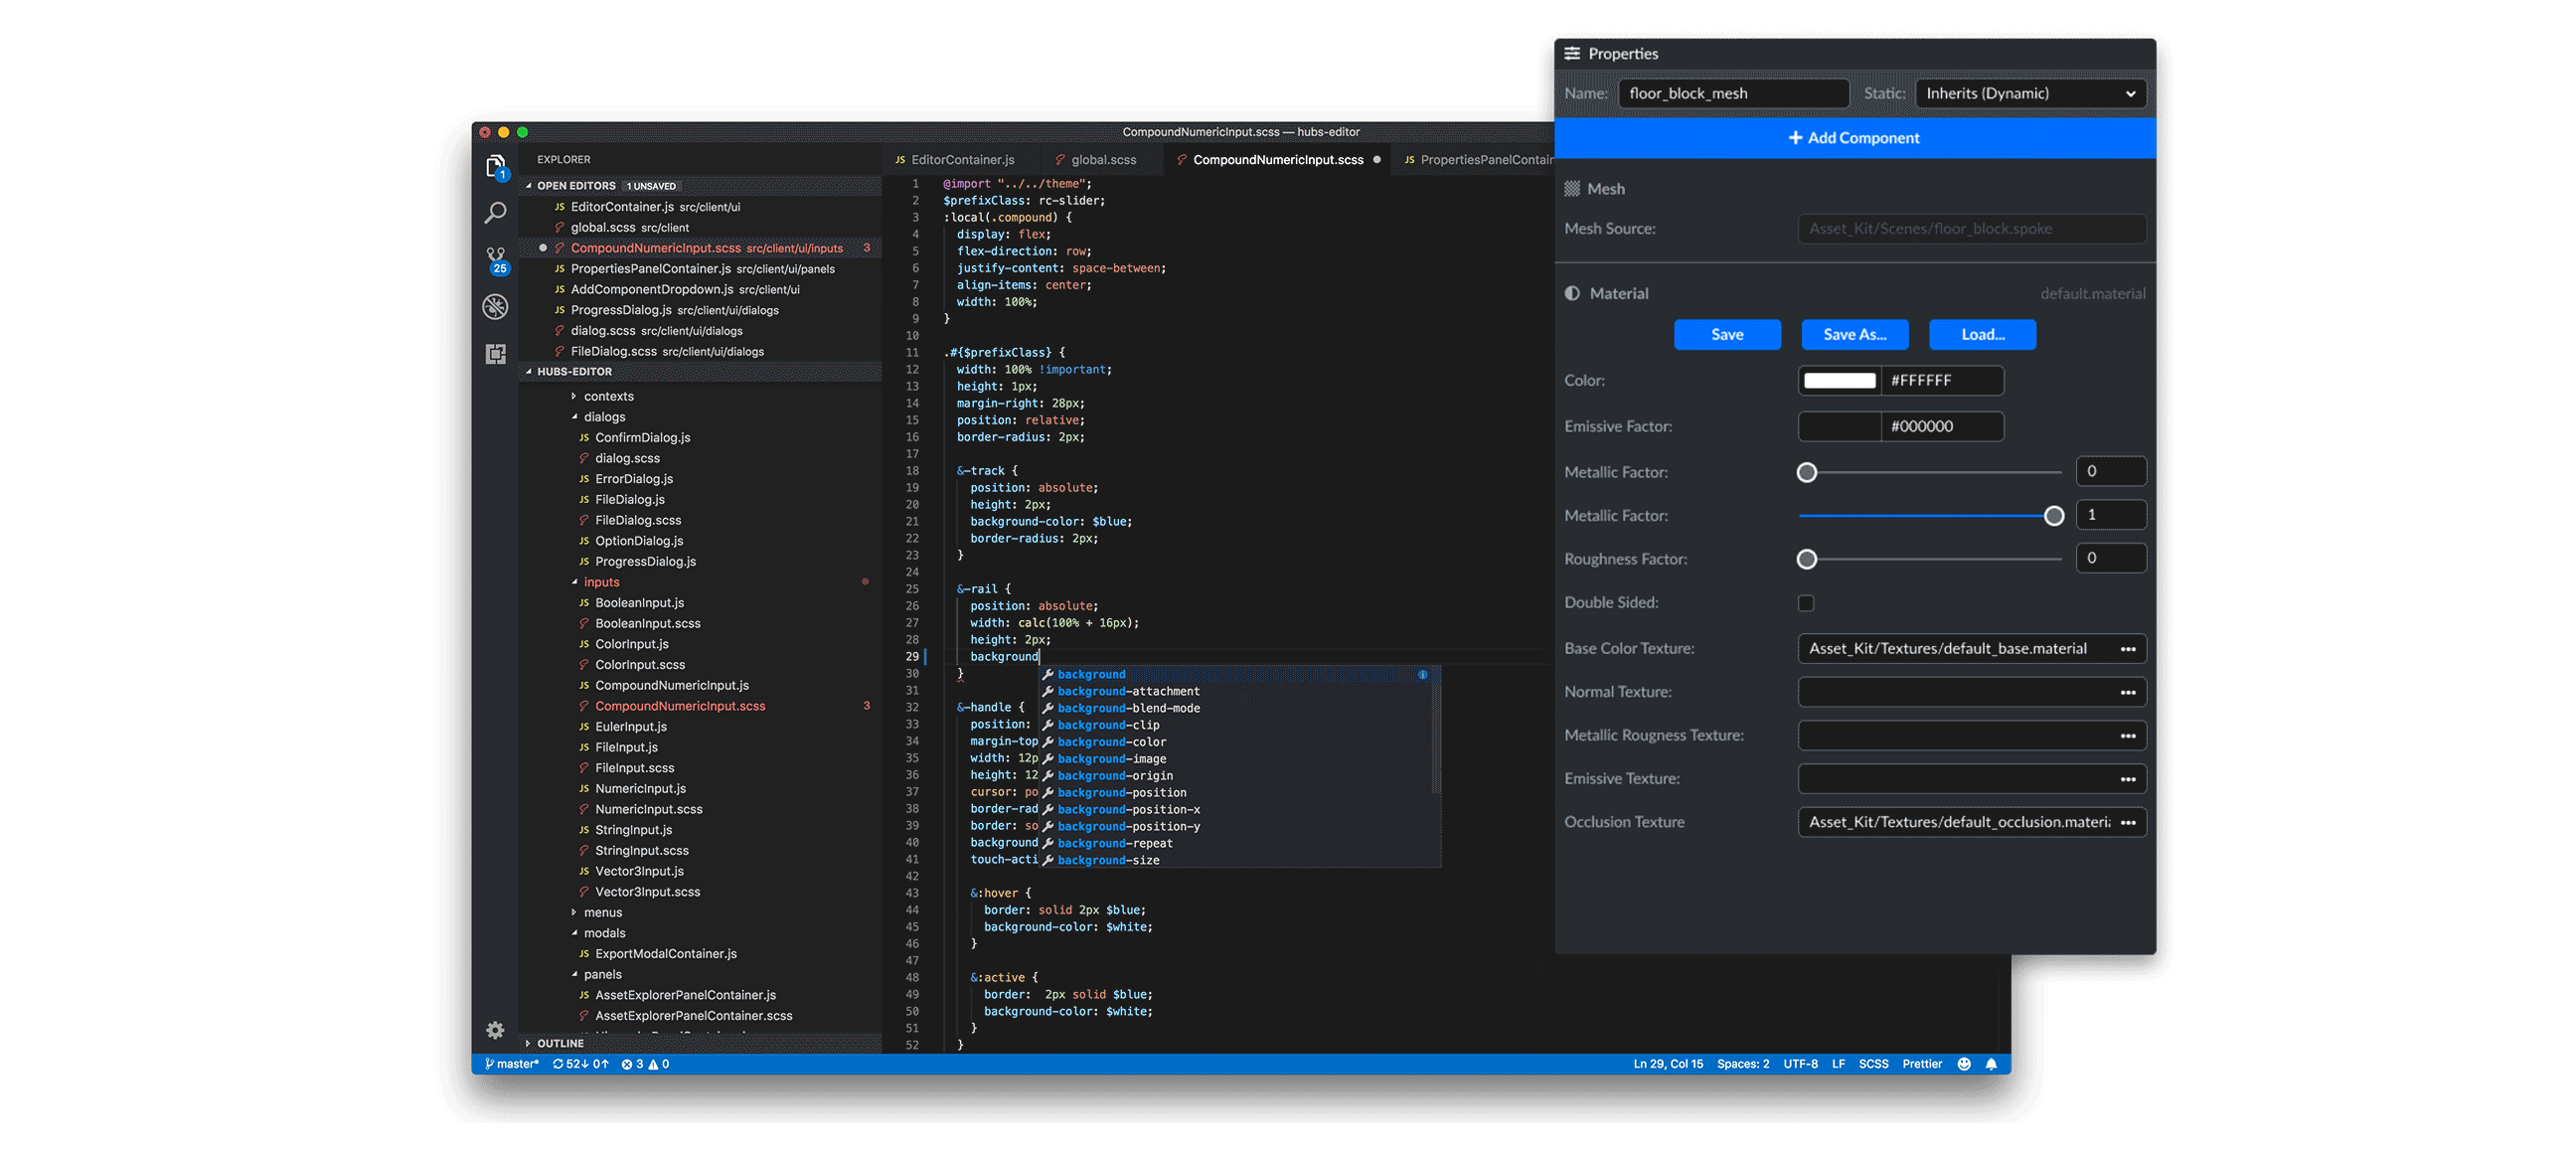 Properties
Name: floor_block_mesh Static: Inherits (Dynamic)
+ Add Component
Mesh
Mesh Source: Asset_Kit/Scenes/floor_block.spoke
Material default.material
Save Save As... Load...
Color: #FFFFFF
Emissive Factor: #000000
Metallic Factor: 0
Metallic Factor: 1
Roughness Factor: 0
Double Sided:
Base Color Texture: Asset_Kit/Textures/default_base.material •••
Normal Texture: •••
Metallic Rougness Texture: •••
Emissive Texture: •••
Occlusion Texture Asset_Kit/Textures/default_occlusion.materi •••
CompoundNumericInput.scss — hubs-editor
EXPLORER
OPEN EDITORS 1 UNSAVED
JS EditorContainer.js src/client/ui
global.scss src/client
CompoundNumericInput.scss src/client/ui/inputs 3
JS PropertiesPanelContainer.js src/client/ui/panels
JS AddComponentDropdown.js src/client/ui
JS ProgressDialog.js src/client/ui/dialogs
dialog.scss src/client/ui/dialogs
FileDialog.scss src/client/ui/dialogs
HUBS-EDITOR
contexts
dialogs
JS ConfirmDialog.js
dialog.scss
JS ErrorDialog.js
JS FileDialog.js
FileDialog.scss
JS OptionDialog.js
JS ProgressDialog.js
inputs
JS BooleanInput.js
BooleanInput.scss
JS ColorInput.js
ColorInput.scss
JS CompoundNumericInput.js
CompoundNumericInput.scss 3
JS EulerInput.js
JS FileInput.js
FileInput.scss
JS NumericInput.js
NumericInput.scss
JS StringInput.js
StringInput.scss
JS Vector3Input.js
Vector3Input.scss
menus
modals
JS ExportModalContainer.js
panels
JS AssetExplorerPanelContainer.js
AssetExplorerPanelContainer.scss
OUTLINE
1
25
JS EditorContainer.js global.scss CompoundNumericInput.scss JS PropertiesPanelContain
1 @import "../../theme";
2 $prefixClass: rc-slider;
3 :local(.compound) {
4 display: flex;
5 flex-direction: row;
6 justify-content: space-between;
7 align-items: center;
8 width: 100%;
9 }
10
11 .#{$prefixClass} {
12 width: 100% !important;
13 height: 1px;
14 margin-right: 28px;
15 position: relative;
16 border-radius: 2px;
17
18 &-track {
19 position: absolute;
20 height: 2px;
21 background-color: $blue;
22 border-radius: 2px;
23 }
24
25 &-rail {
26 position: absolute;
27 width: calc(100% + 16px);
28 height: 2px;
29 background
30 }
31
32 &-handle {
33 position:
34 margin-top
35 width: 12p
36 height: 12
37 cursor: po
38 border-rad
39 border: so
40 background
41 touch-acti
42
43 &:hover {
44 border: solid 2px $blue;
45 background-color: $white;
46 }
47
48 &:active {
49 border: 2px solid $blue;
50 background-color: $white;
51 }
52 }
background
background-attachment
background-blend-mode
background-clip
background-color
background-image
background-origin
background-position
background-position-x
background-position-y
background-repeat
background-size
master* 52↓ 0↑ 3 0 Ln 29, Col 15 Spaces: 2 UTF-8 LF SCSS Prettier